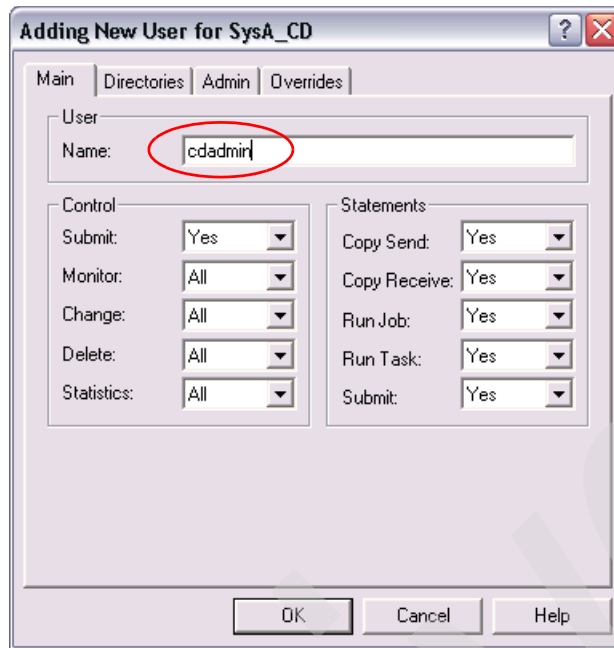 Adding New User for SysA_CD
Main Directories Admin Overrides
User
Name: cdadmin
Control
Submit: Yes
Monitor: All
Change: All
Delete: All
Statistics: All
Statements
Copy Send: Yes
Copy Receive: Yes
Run Job: Yes
Run Task: Yes
Submit: Yes
OK Cancel Help